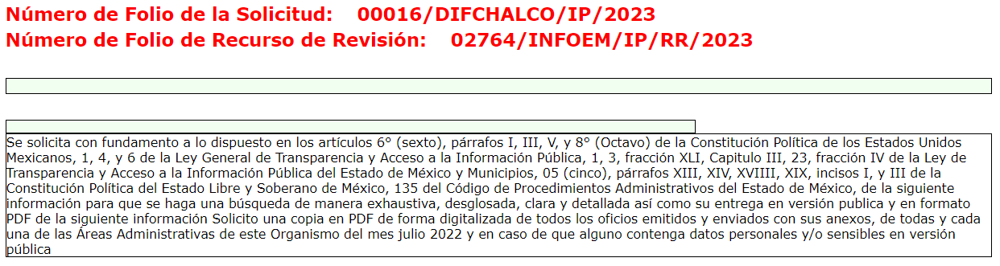 Número de Folio de la Solicitud: 00016/DIFCHALCO/IP/2023
Número de Folio de Recurso de Revisión: 02764/INFOEM/IP/RR/2023
Se solicita con fundamento a lo dispuesto en los artículos 6° (sexto), párrafos I, III, V, y 8° (Octavo) de la Constitución Política de los Estados Unidos
Mexicanos, 1, 4, y 6 de la Ley General de Transparencia y Acceso a la Información Pública, 1, 3, fracción XLI, Capitulo III, 23, fracción IV de la Ley de
Transparencia y Acceso a la Información Pública del Estado de México y Municipios, 05 (cinco), párrafos XIII, XIV, XVIIII, XIX, incisos I, y III de la
Constitución Política del Estado Libre y Soberano de México, 135 del Código de Procedimientos Administrativos del Estado de México, de la siguiente
información para que se haga una búsqueda de manera exhaustiva, desglosada, clara y detallada así como su entrega en versión publica y en formato
PDF de la siguiente información Solicito una copia en PDF de forma digitalizada de todos los oficios emitidos y enviados con sus anexos, de todas y cada
una de las Áreas Administrativas de este Organismo del mes julio 2022 y en caso de que alguno contenga datos personales y/o sensibles en versión
pública